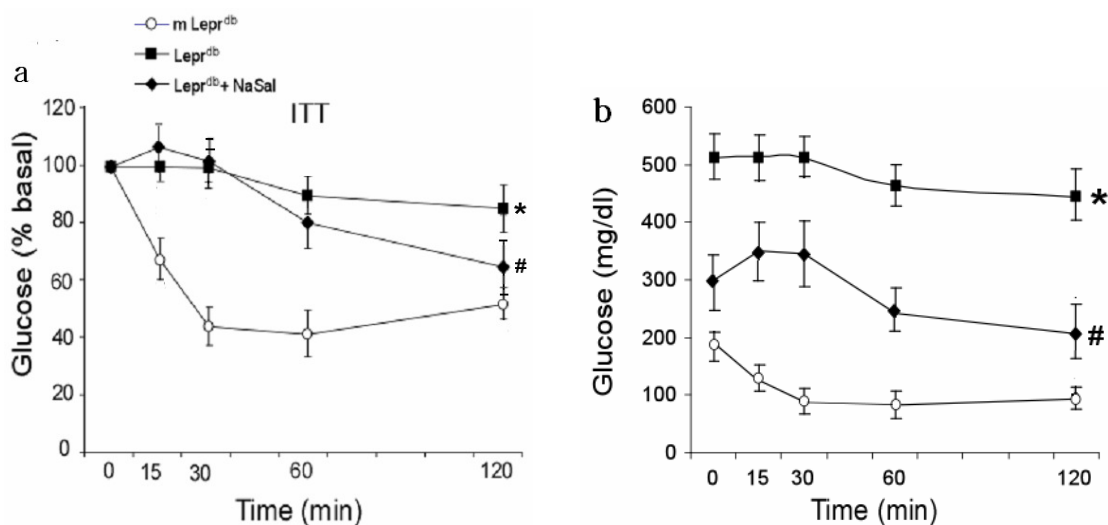 m Lepr^db
Lepr^db
Lepr^db + NaSal
a
ITT
Glucose (% basal)
120
100
80
60
40
20
0
*
#
0 15 30 60 120
Time (min)
b
Glucose (mg/dl)
600
500
400
300
200
100
0
*
#
0 15 30 60 120
Time (min)